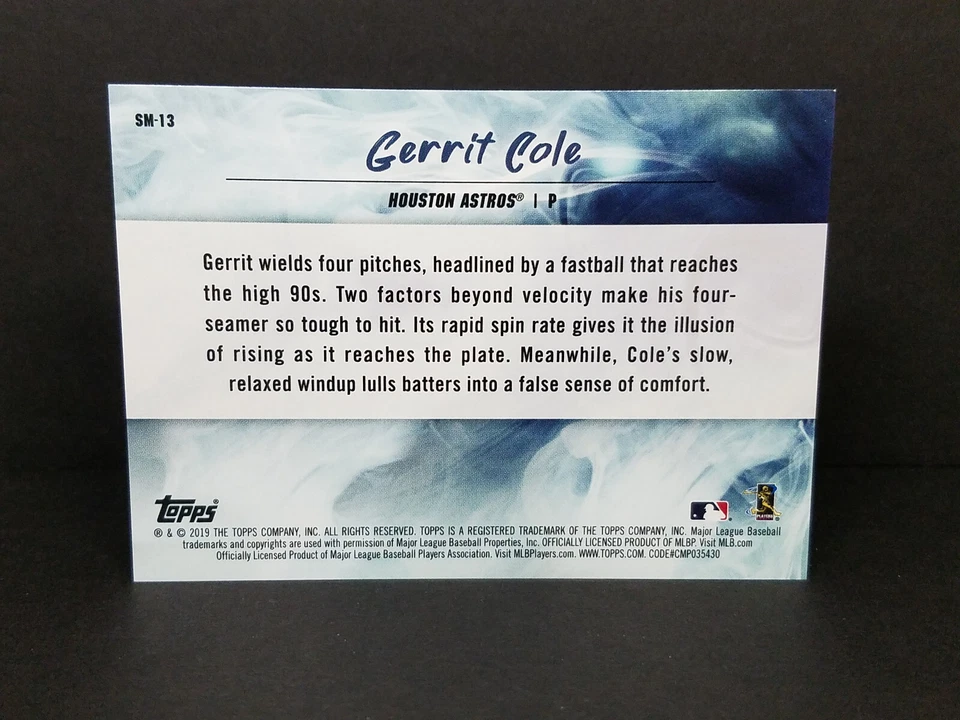 SM-13
Gerrit Cole
HOUSTON ASTROS® | P
Gerrit wields four pitches, headlined by a fastball that reaches
the high 90s. Two factors beyond velocity make his four-
seamer so tough to hit. Its rapid spin rate gives it the illusion
of rising as it reaches the plate. Meanwhile, Cole's slow,
relaxed windup lulls batters into a false sense of comfort.
topps®
® & © 2019 THE TOPPS COMPANY, INC. ALL RIGHTS RESERVED. TOPPS IS A REGISTERED TRADEMARK OF THE TOPPS COMPANY, INC. Major League Baseball
trademarks and copyrights are used with permission of Major League Baseball Properties, Inc. OFFICIALLY LICENSED PRODUCT OF MLBP. Visit MLB.com
Officially Licensed Product of Major League Baseball Players Association. Visit MLBPlayers.com. WWW.TOPPS.COM. CODE#CMP035430